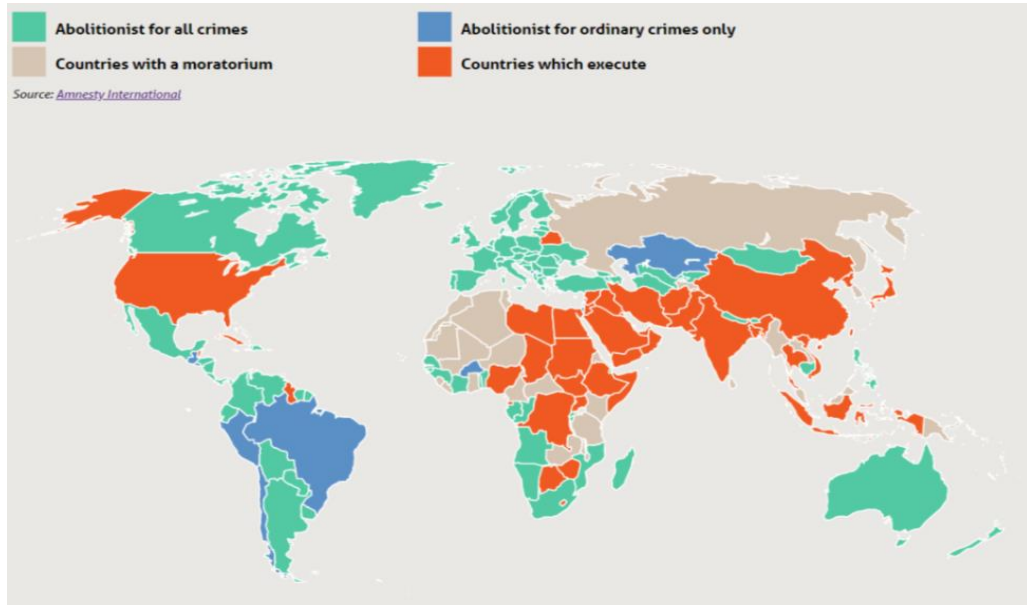 Abolitionist for all crimes
Abolitionist for ordinary crimes only
Countries with a moratorium
Countries which execute
Source: Amnesty International